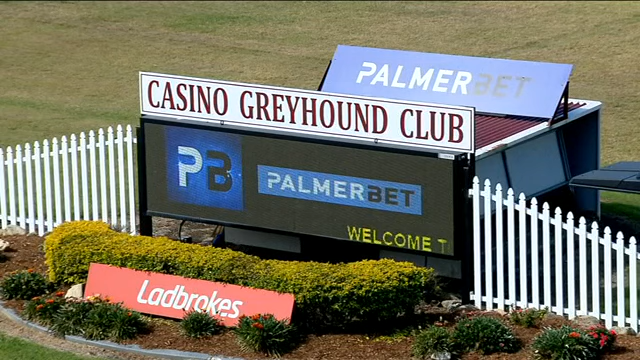 PALMERBET
CASINO GREYHOUND CLUB
PB
PALMERBET
WELCOME T
Ladbrokes